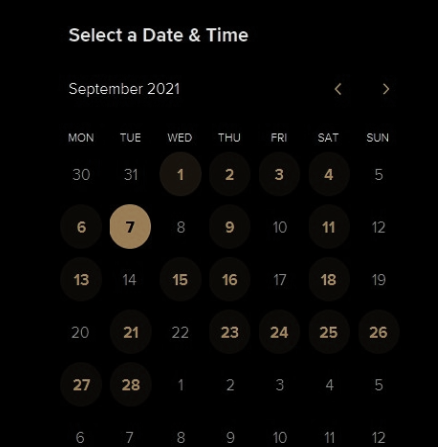 Select a Date & Time
September 2021 < >
MON TUE WED THU FRI SAT SUN
30 31 1 2 3 4 5
6 7 8 9 10 11 12
13 14 15 16 17 18 19
20 21 22 23 24 25 26
27 28 1 2 3 4 5
6 7 8 9 10 11 12